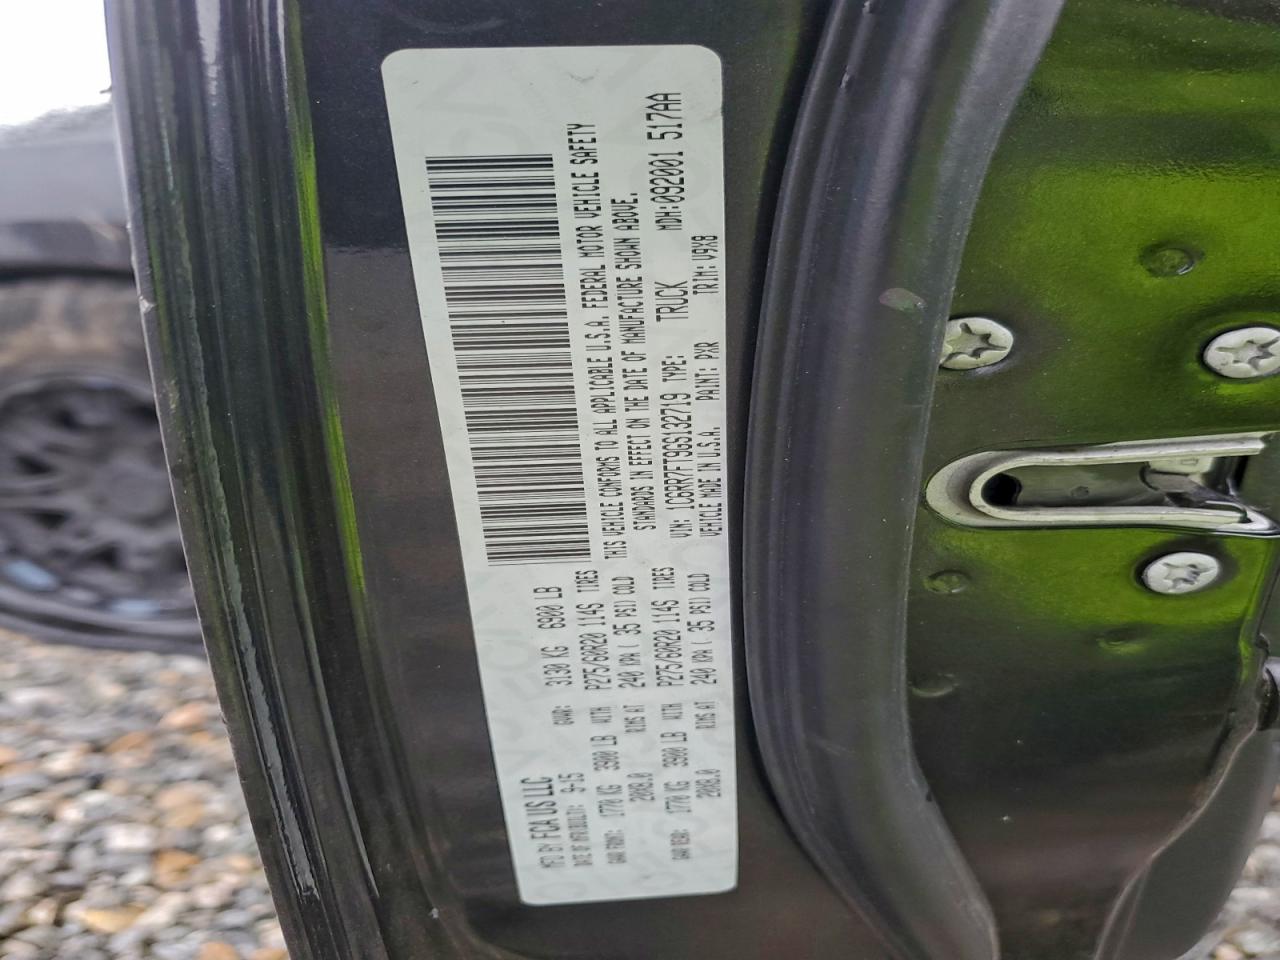 MFD BY FCA US LLC
DATE OF MFR/BUILT: 9-15 GVWR: 3130 KG 6900 LB
GAWR FRONT: 1770 KG 3900 LB WITH P275/60R20 114S TIRES
20X8.0 RIMS AT 240 KPA ( 35 PSI) COLD
GAWR REAR: 1770 KG 3900 LB WITH P275/60R20 114S TIRES
20X8.0 RIMS AT 240 KPA ( 35 PSI) COLD
THIS VEHICLE CONFORMS TO ALL APPLICABLE U.S.A. FEDERAL MOTOR VEHICLE SAFETY
STANDARDS IN EFFECT ON THE DATE OF MANUFACTURE SHOWN ABOVE.
VIN: 1C6RR7FT9GS132719 TYPE: TRUCK MDH:092001 517AA
VEHICLE MADE IN U.S.A. PAINT: PXR TRIM: V9X8